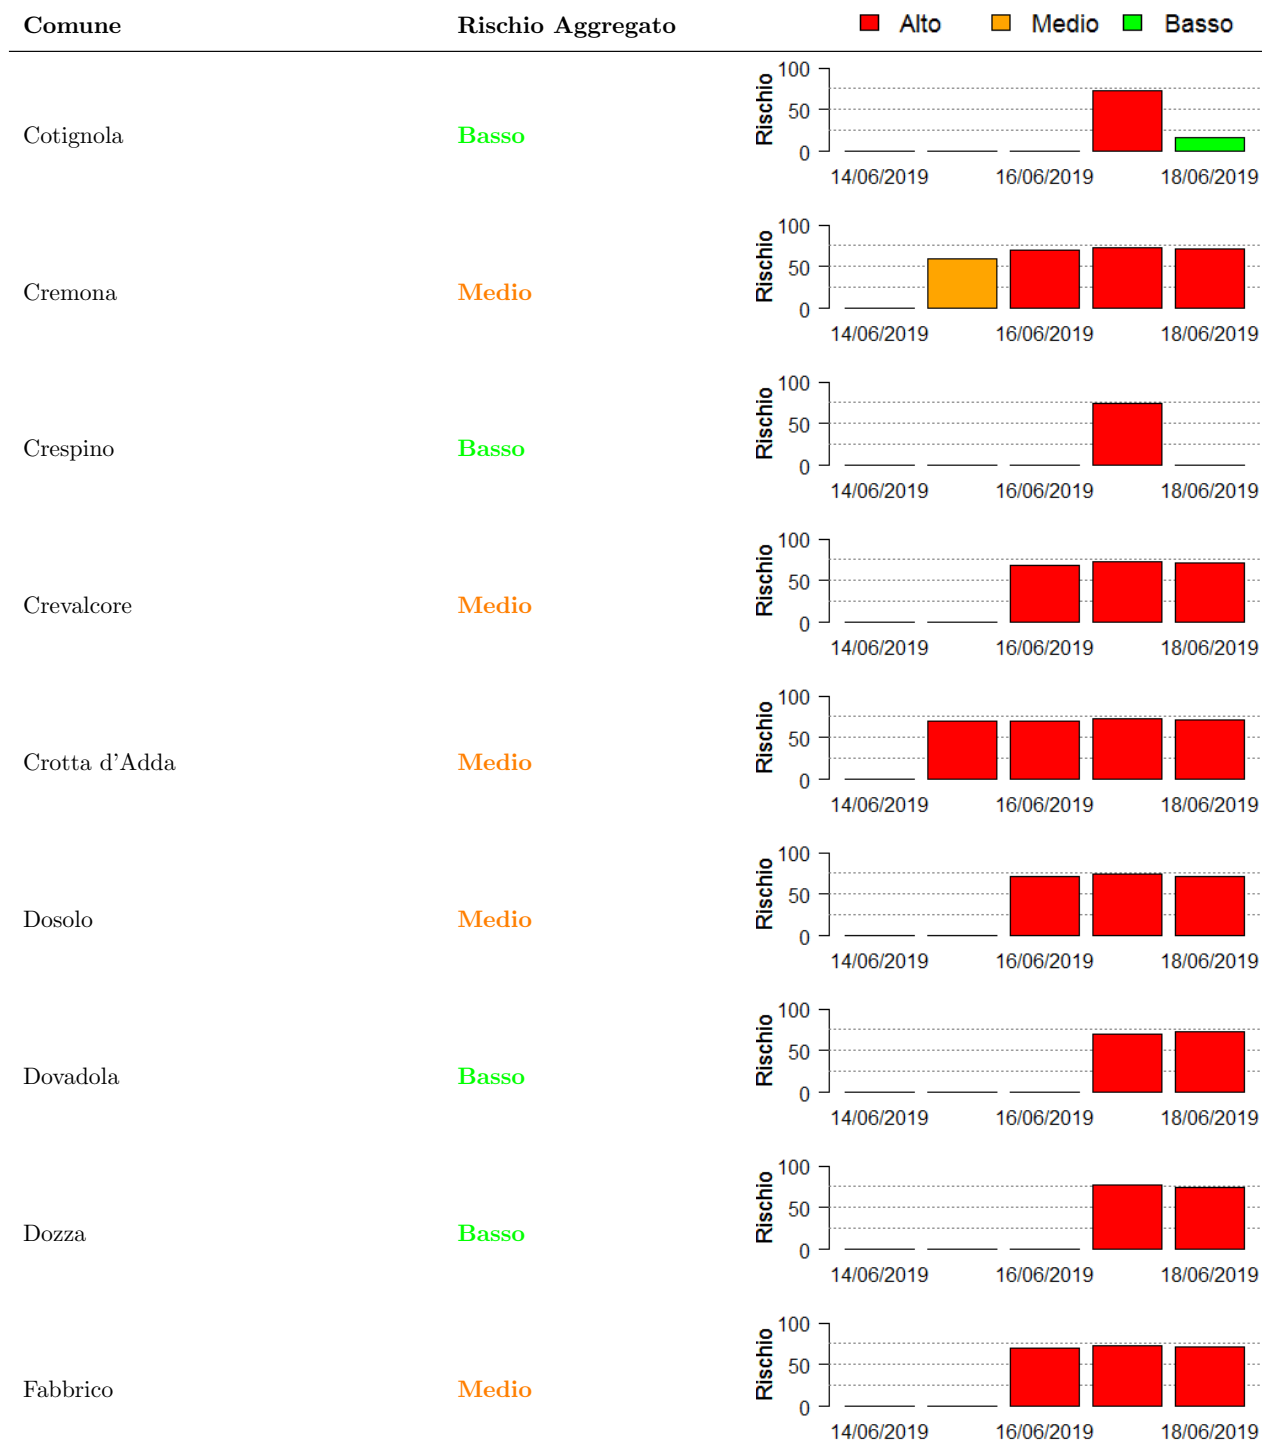 Comune Rischio Aggregato Alto Medio Basso
Cotignola Basso Rischio 100 50 0
14/06/2019 16/06/2019 18/06/2019
Cremona Medio Rischio 100 50 0
14/06/2019 16/06/2019 18/06/2019
Crespino Basso Rischio 100 50 0
14/06/2019 16/06/2019 18/06/2019
Crevalcore Medio Rischio 100 50 0
14/06/2019 16/06/2019 18/06/2019
Crotta d'Adda Medio Rischio 100 50 0
14/06/2019 16/06/2019 18/06/2019
Dosolo Medio Rischio 100 50 0
14/06/2019 16/06/2019 18/06/2019
Dovadola Basso Rischio 100 50 0
14/06/2019 16/06/2019 18/06/2019
Dozza Basso Rischio 100 50 0
14/06/2019 16/06/2019 18/06/2019
Fabbrico Medio Rischio 100 50 0
14/06/2019 16/06/2019 18/06/2019